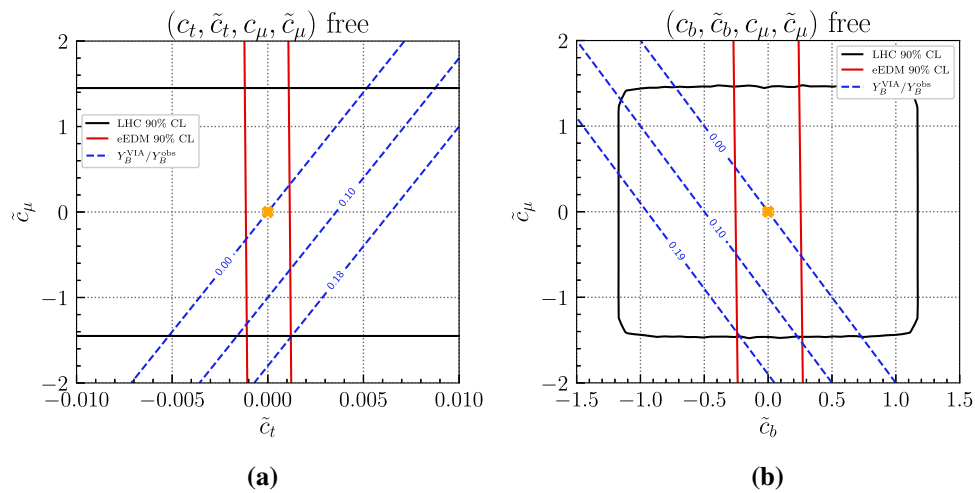 (c_t, c̃_t, c_μ, c̃_μ) free
2
1
0
−1
−2
c̃_μ
LHC 90% CL
eEDM 90% CL
Y_B^VIA/Y_B^obs
0.00
0.10
0.18
−0.010
−0.005
0.000
0.005
0.010
c̃_t
(a)
(c_b, c̃_b, c_μ, c̃_μ) free
2
1
0
−1
−2
c̃_μ
LHC 90% CL
eEDM 90% CL
Y_B^VIA/Y_B^obs
0.00
0.10
0.19
−1.5
−1.0
−0.5
0.0
0.5
1.0
1.5
c̃_b
(b)